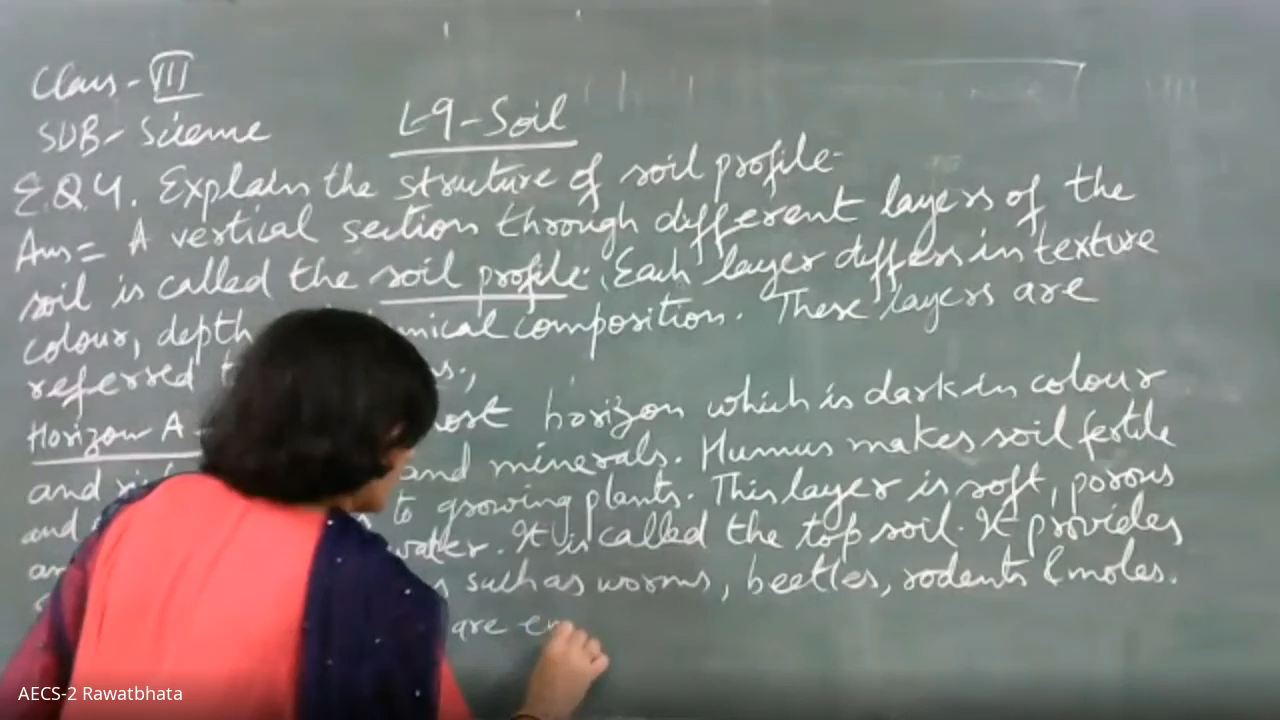 Class - VII
SUB - Science
L-9 - Soil
E.Q.4. Explain the structure of soil profile.
Ans = A vertical section through different layers of the
soil is called the soil profile. Each layer differs in texture
colour, depth mical composition. These layers are
referred t s.,
Horizon A - most horizon which is dark in colour
and ri and minerals. Humus makes soil fertile
and to growing plants. This layer is soft, porous
an water. It is called the top soil. It provides
s such as worms, beetles, rodents & moles.
are en
AECS-2 Rawatbhata